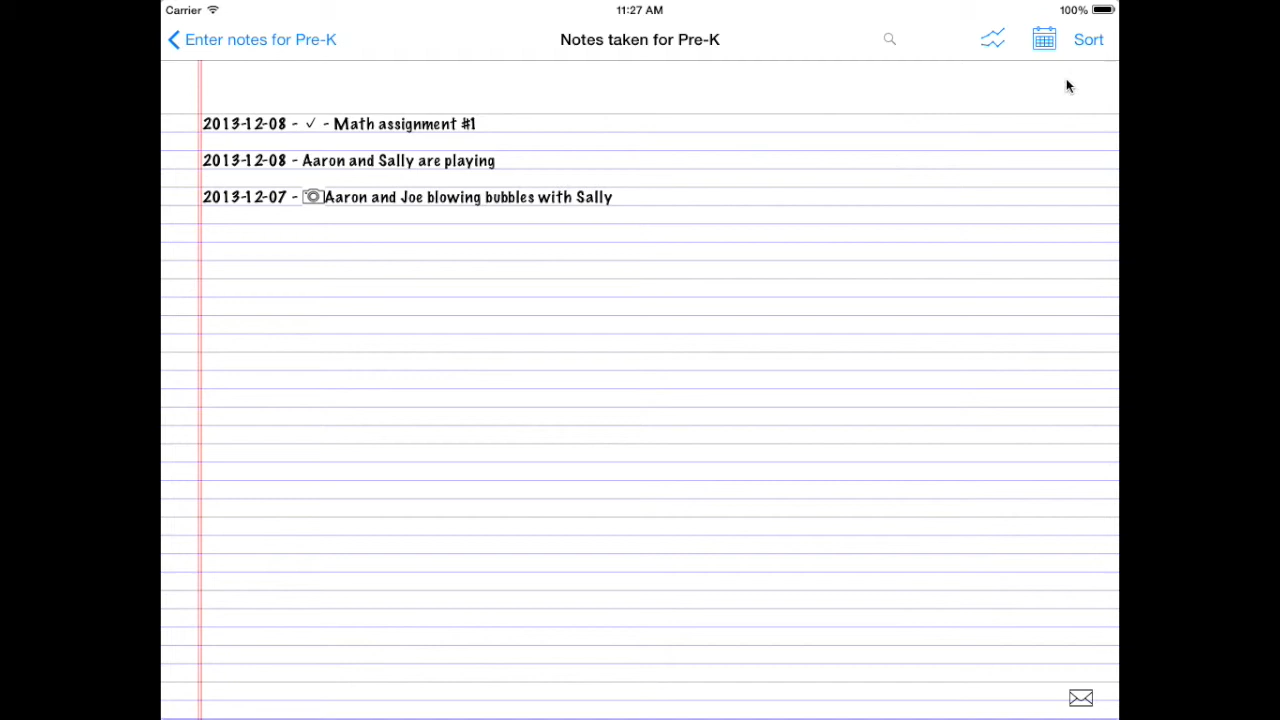 Carrier 11:27 AM 100%
Enter notes for Pre-K Notes taken for Pre-K Sort
2013-12-08 - ✓ - Math assignment #1
2013-12-08 - Aaron and Sally are playing
2013-12-07 - Aaron and Joe blowing bubbles with Sally